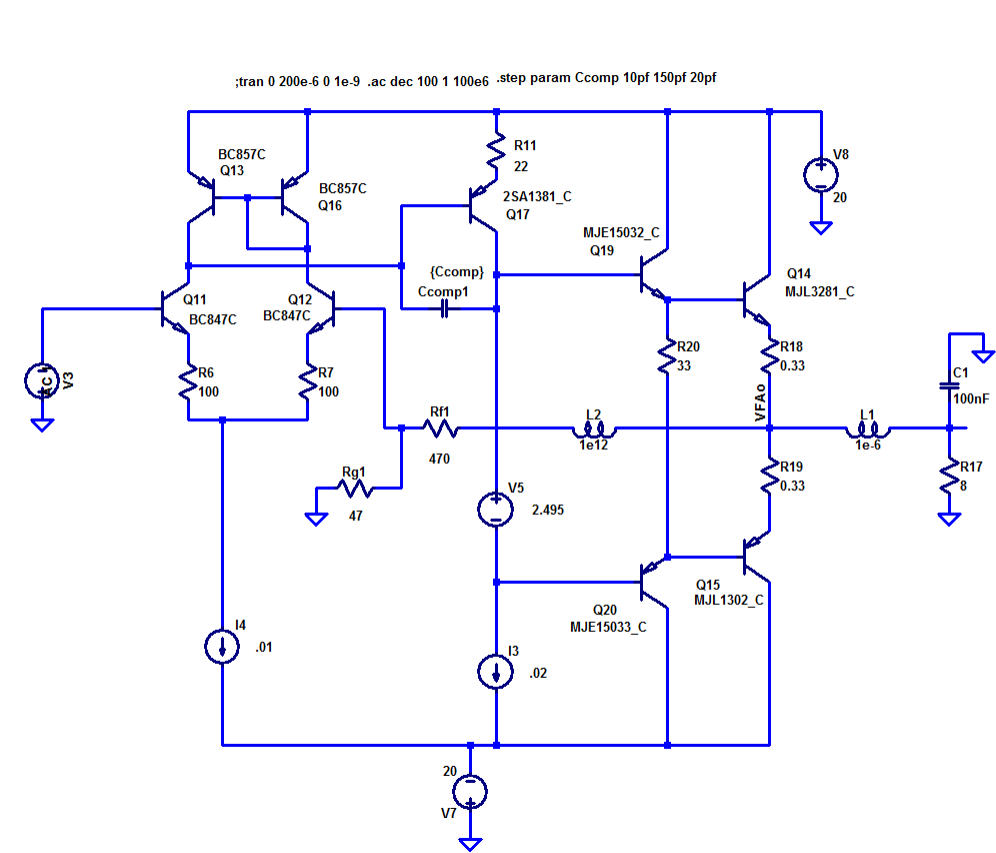 ;tran 0 200e-6 0 1e-9 .ac dec 100 1 100e6 .step param Ccomp 10pf 150pf 20pf
BC857C
Q13
BC857C
Q16
R11
22
2SA1381_C
Q17
V8
20
MJE15032_C
Q19
{Ccomp}
Ccomp1
Q14
MJL3281_C
Q11
BC847C
Q12
BC847C
R6
100
R7
100
R20
33
R18
0.33
C1
100nF
AC 1
V3
VFAo
Rf1
470
L2
1e12
L1
1e-6
Rg1
47
R19
0.33
R17
8
V5
2.495
Q15
MJL1302_C
Q20
MJE15033_C
I4
.01
I3
.02
20
V7